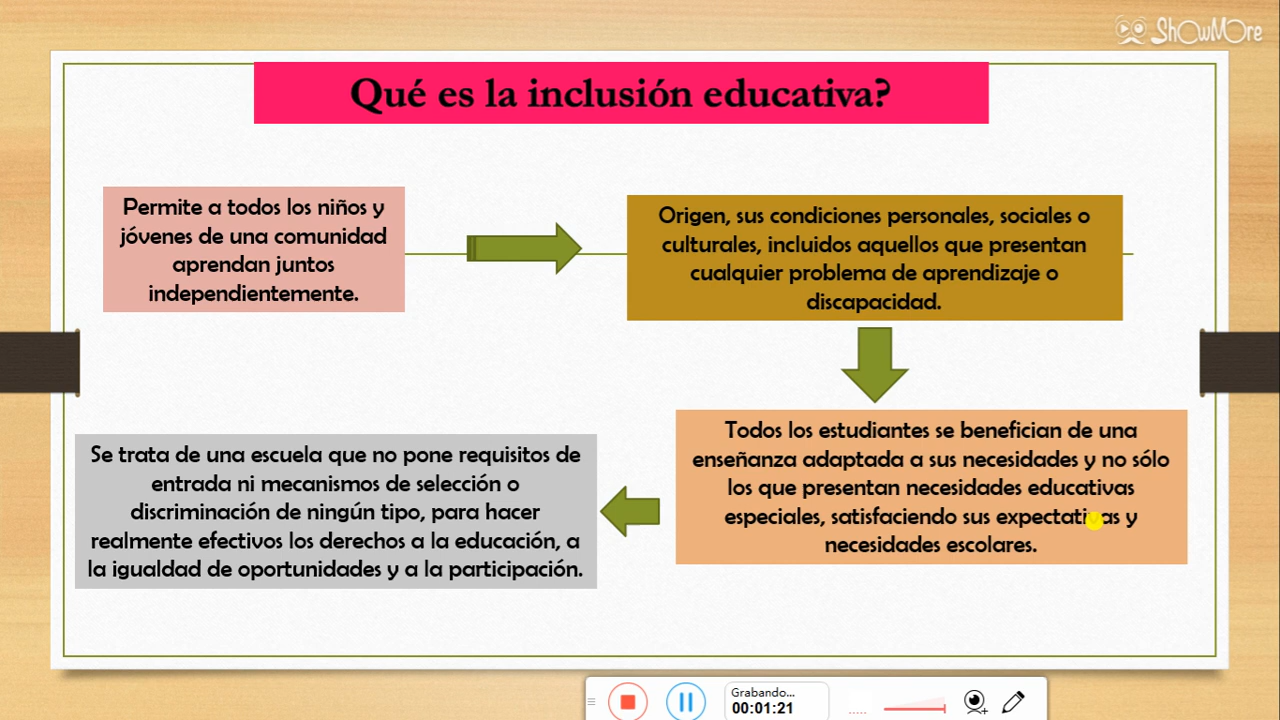 ShOwMOre
Qué es la inclusión educativa?
Permite a todos los niños y
jóvenes de una comunidad
aprendan juntos
independientemente.
Origen, sus condiciones personales, sociales o
culturales, incluidos aquellos que presentan
cualquier problema de aprendizaje o
discapacidad.
Todos los estudiantes se benefician de una
enseñanza adaptada a sus necesidades y no sólo
los que presentan necesidades educativas
especiales, satisfaciendo sus expectativas y
necesidades escolares.
Se trata de una escuela que no pone requisitos de
entrada ni mecanismos de selección o
discriminación de ningún tipo, para hacer
realmente efectivos los derechos a la educación, a
la igualdad de oportunidades y a la participación.
Grabando...
00:01:21